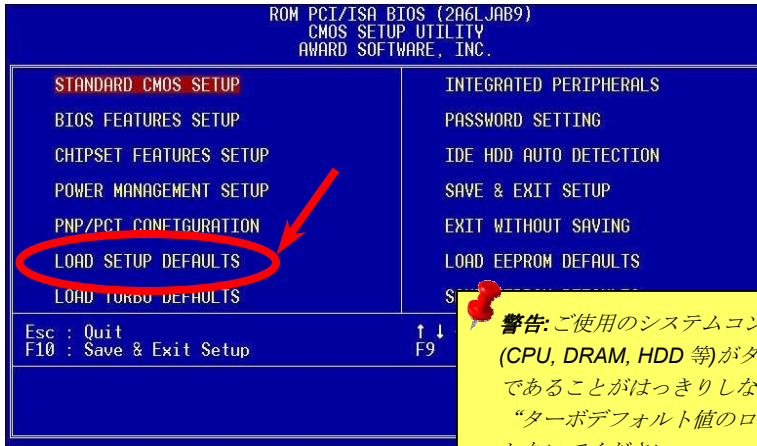 ROM PCI/ISA BIOS (2A6LJAB9)
CMOS SETUP UTILITY
AWARD SOFTWARE, INC.
STANDARD CMOS SETUP
BIOS FEATURES SETUP
CHIPSET FEATURES SETUP
POWER MANAGEMENT SETUP
PNP/PCI CONFIGURATION
LOAD SETUP DEFAULTS
LOAD TURBO DEFAULTS
INTEGRATED PERIPHERALS
PASSWORD SETTING
IDE HDD AUTO DETECTION
SAVE & EXIT SETUP
EXIT WITHOUT SAVING
LOAD EEPROM DEFAULTS
Esc : Quit
F10 : Save & Exit Setup
↑ ↓
F9
警告:ご使用のシステムコン
(CPU, DRAM, HDD 等)がタ
であることがはっきりしな
“ターボデフォルト値のロ